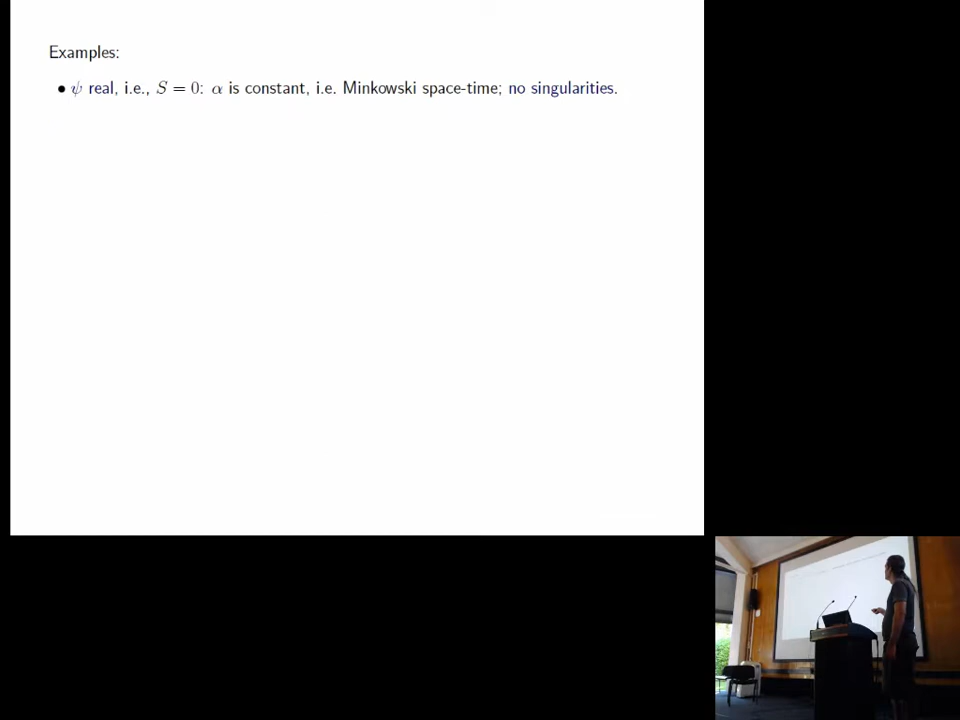 Examples:
• ψ real, i.e., S = 0: α is constant, i.e. Minkowski space-time; no singularities.